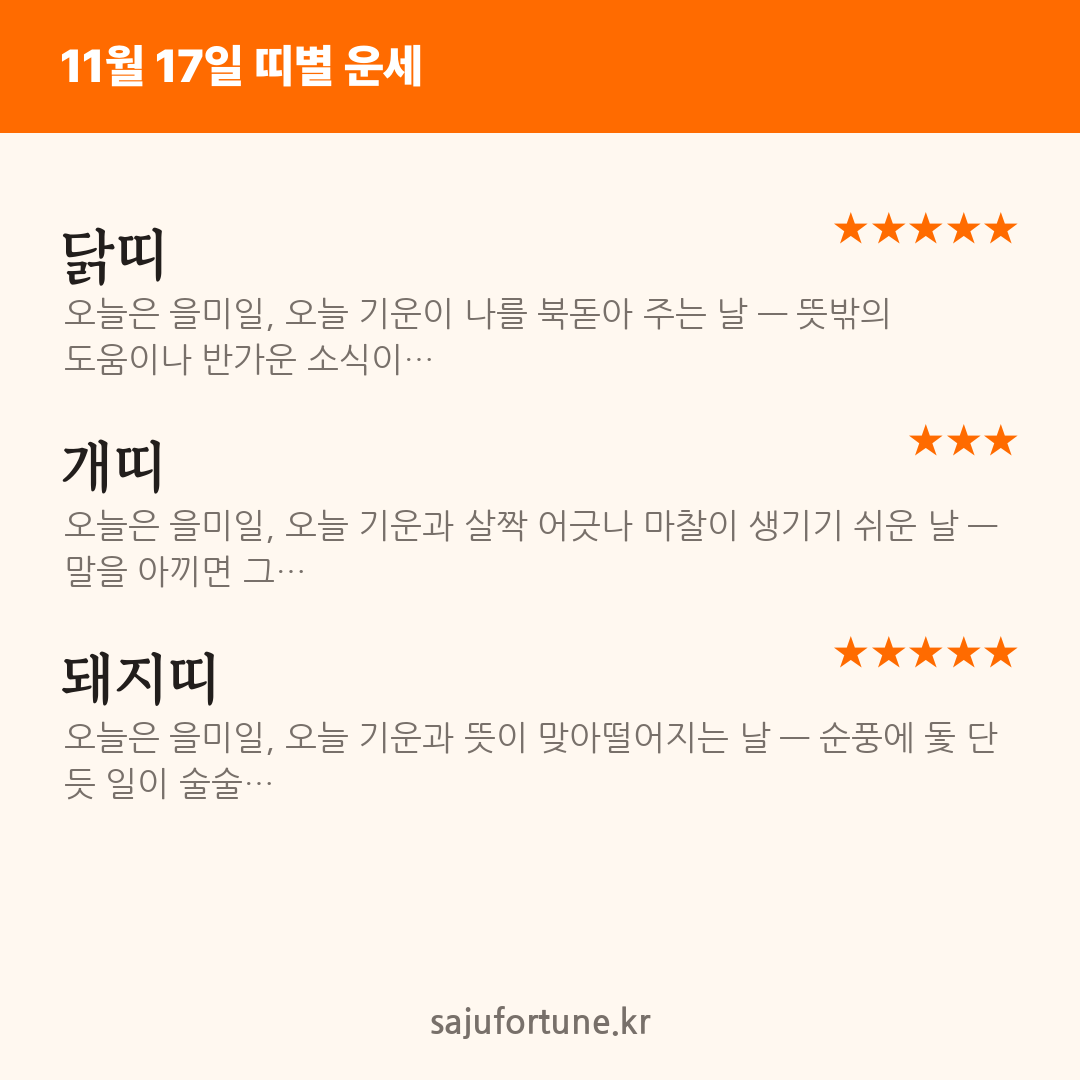 11월 17일 띠별 운세
닭띠
★★★★★
오늘은 을미일, 오늘 기운이 나를 북돋아 주는 날 — 뜻밖의
도움이나 반가운 소식이…
개띠
★★★
오늘은 을미일, 오늘 기운과 살짝 어긋나 마찰이 생기기 쉬운 날 —
말을 아끼면 그…
돼지띠
★★★★★
오늘은 을미일, 오늘 기운과 뜻이 맞아떨어지는 날 — 순풍에 돛 단
듯 일이 술술…
sajufortune.kr